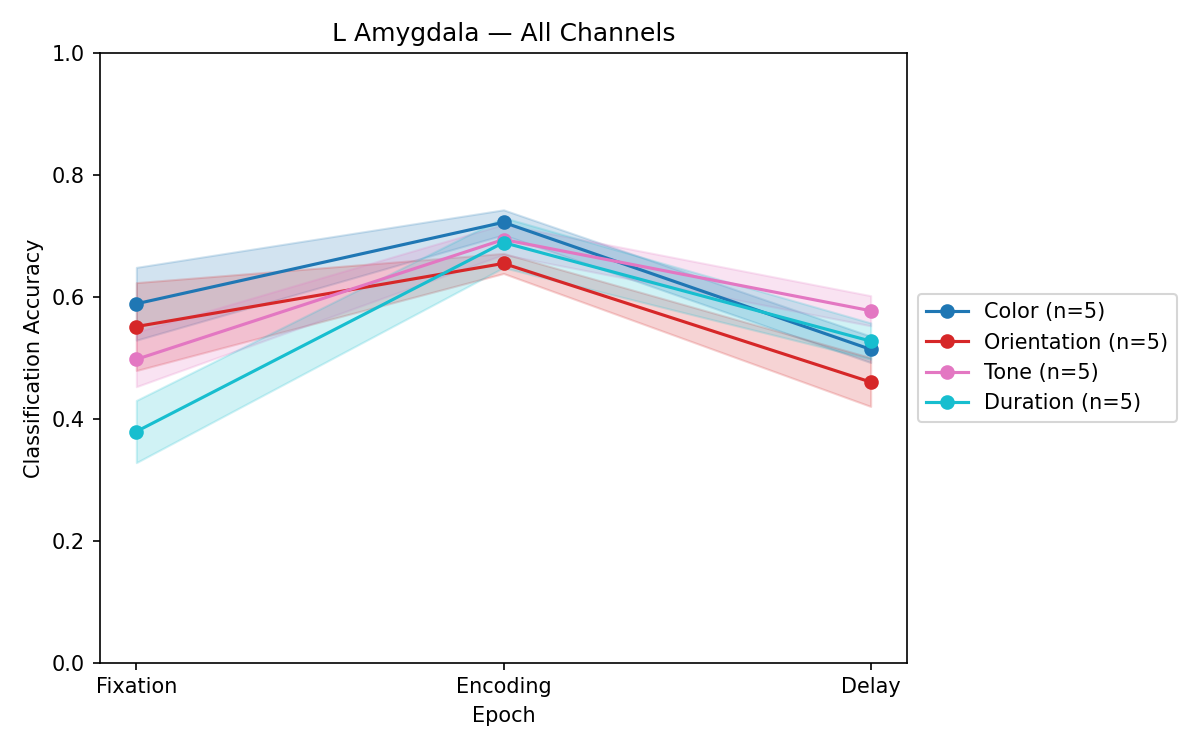 L Amygdala — All Channels
Classification Accuracy
1.0
0.8
0.6
0.4
0.2
0.0
Fixation
Encoding
Delay
Epoch
Color (n=5)
Orientation (n=5)
Tone (n=5)
Duration (n=5)